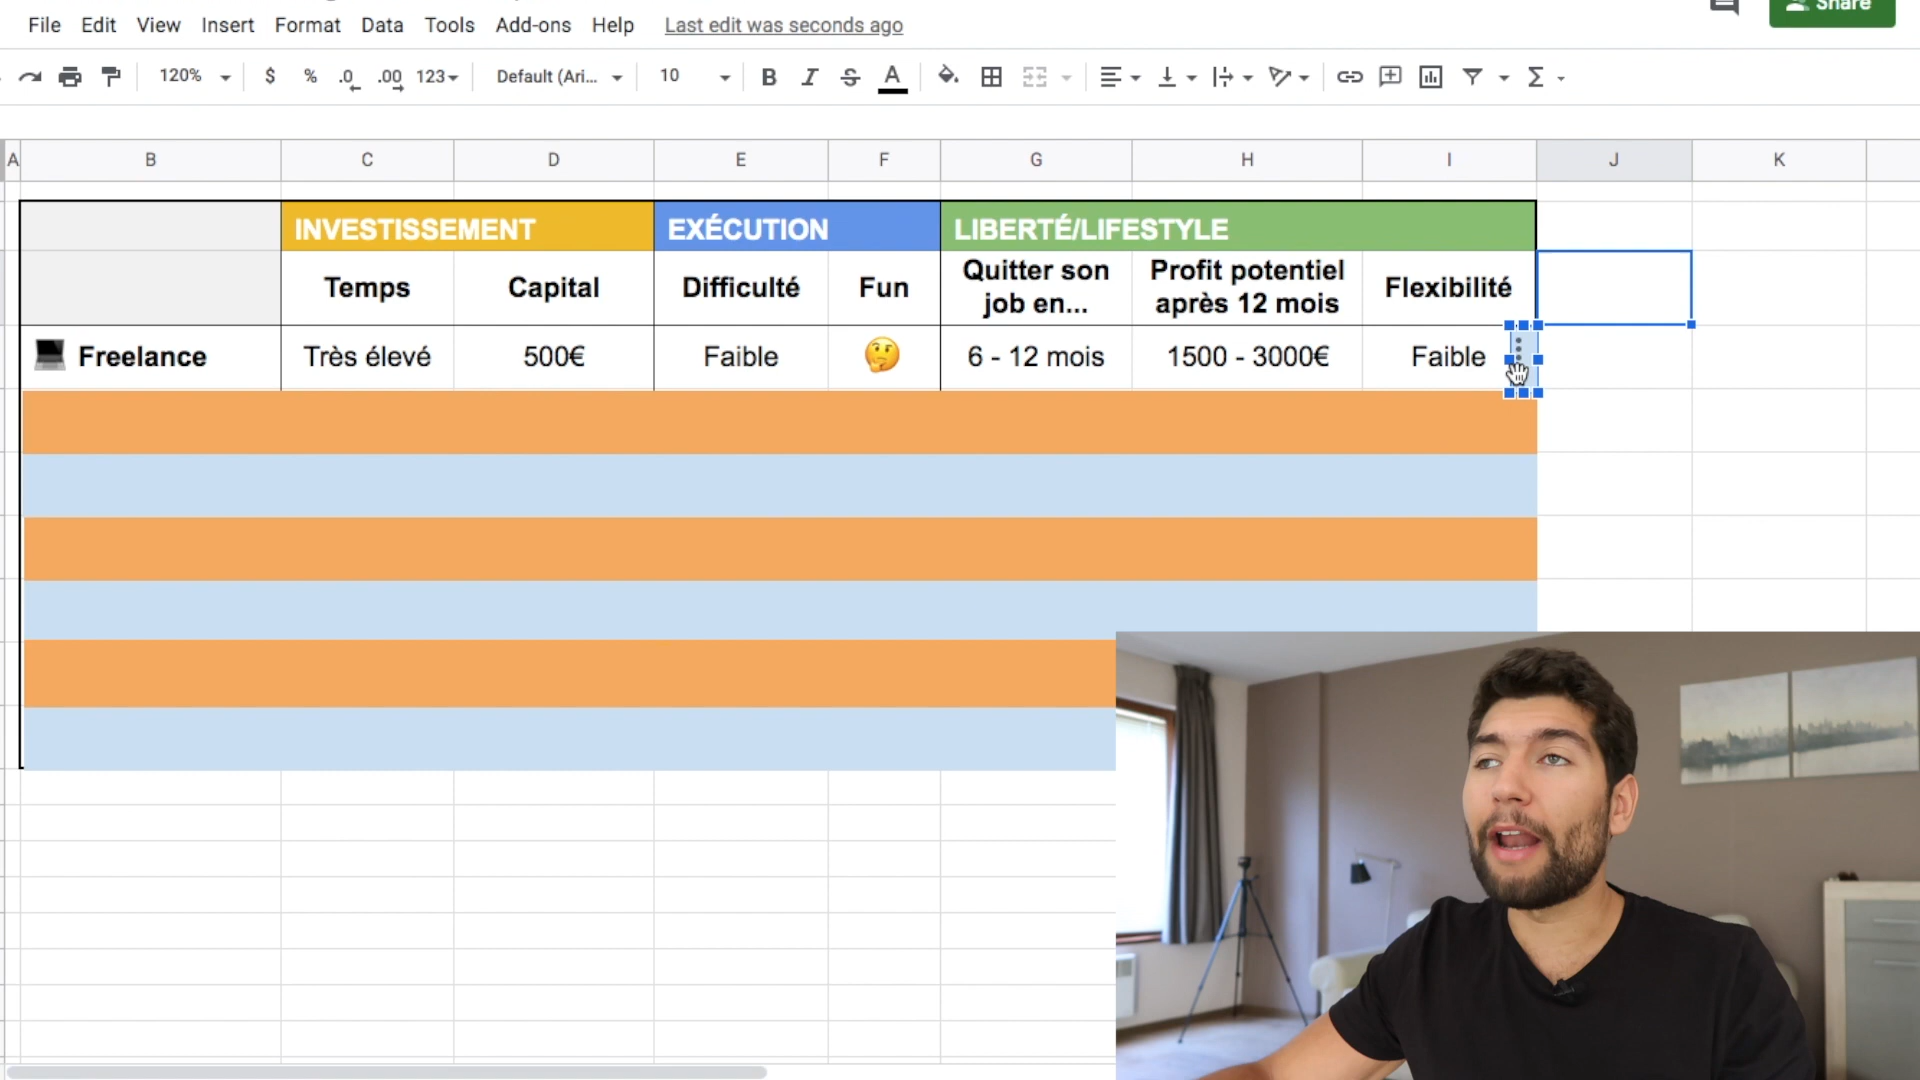 File Edit View Insert Format Data Tools Add-ons Help Last edit was seconds ago Share
120% $ % .0 .00 123 Default (Ari... 10 B I S A Σ
A B C D E F G H I J K
INVESTISSEMENT EXÉCUTION LIBERTÉ/LIFESTYLE
Temps Capital Difficulté Fun Quitter son job en... Profit potentiel après 12 mois Flexibilité
Freelance Très élevé 500€ Faible 🤔 6 - 12 mois 1500 - 3000€ Faible